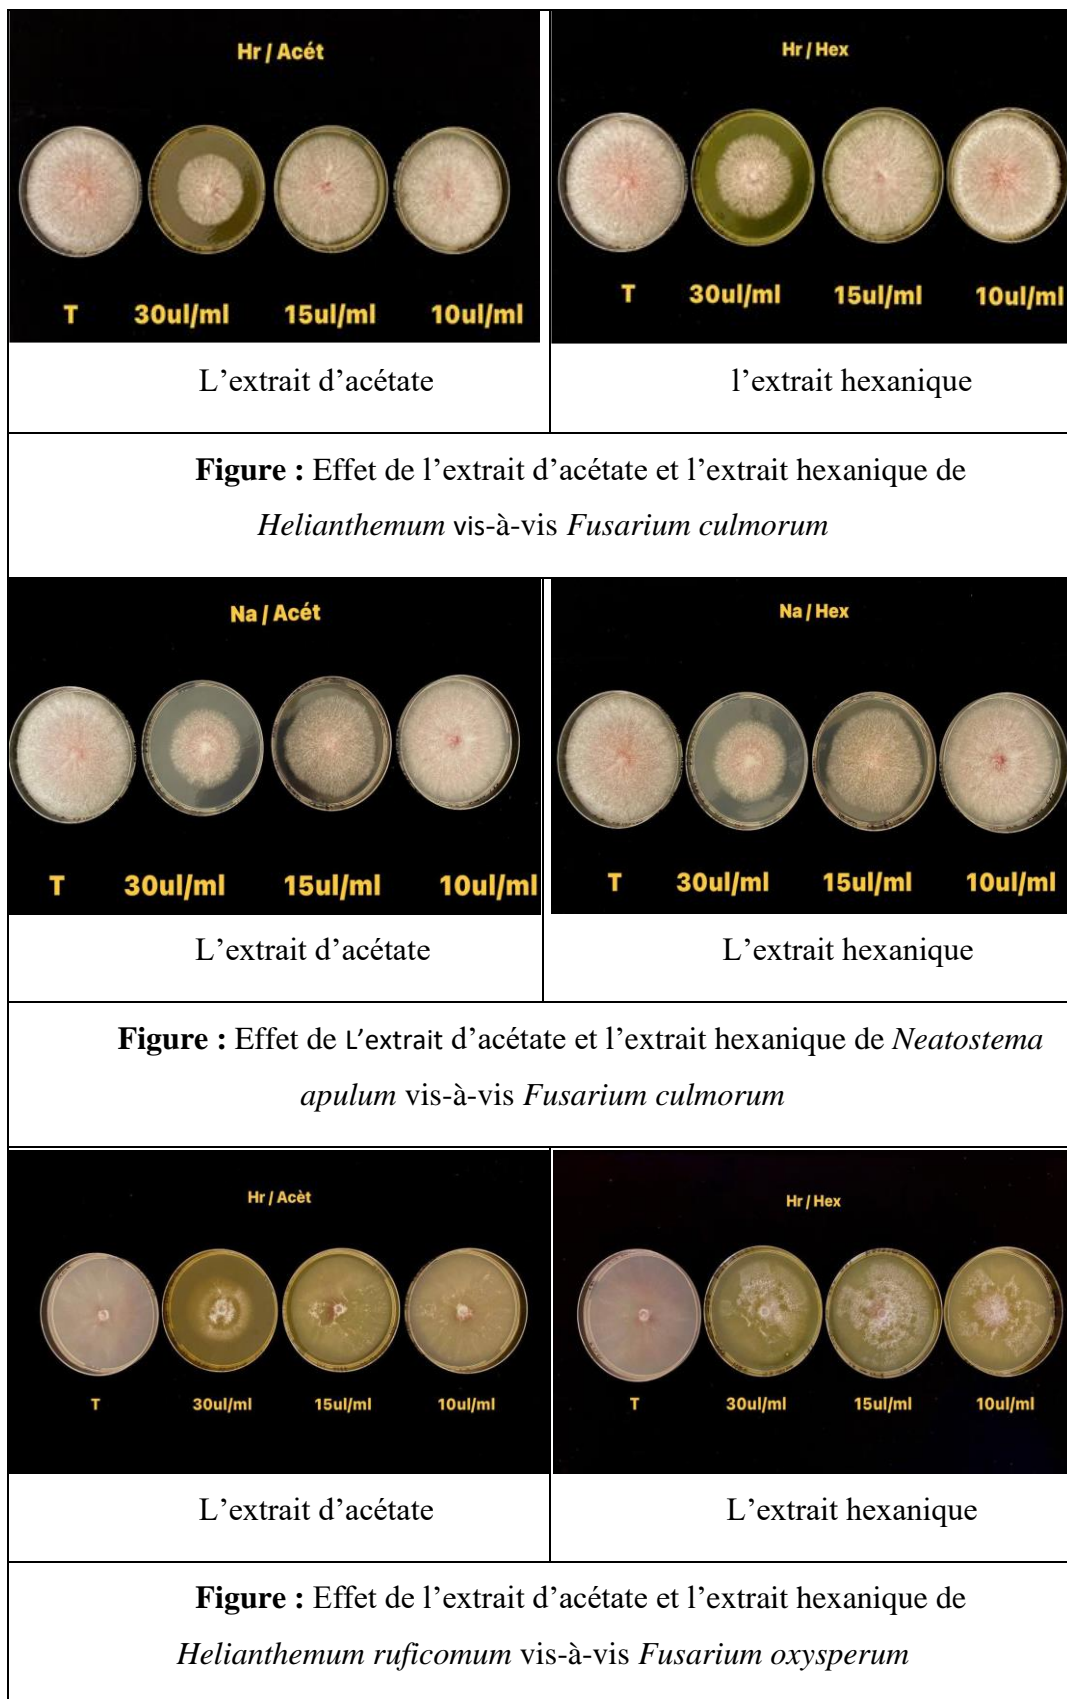 Hr / Acét
T 30ul/ml 15ul/ml 10ul/ml
L’extrait d’acétate
Hr / Hex
T 30ul/ml 15ul/ml 10ul/ml
l’extrait hexanique
Figure : Effet de l’extrait d’acétate et l’extrait hexanique de
Helianthemum vis-à-vis Fusarium culmorum
Na / Acét
T 30ul/ml 15ul/ml 10ul/ml
L’extrait d’acétate
Na / Hex
T 30ul/ml 15ul/ml 10ul/ml
L’extrait hexanique
Figure : Effet de L’extrait d’acétate et l’extrait hexanique de Neatostema
apulum vis-à-vis Fusarium culmorum
Hr / Acèt
T 30ul/ml 15ul/ml 10ul/ml
L’extrait d’acétate
Hr / Hex
T 30ul/ml 15ul/ml 10ul/ml
L’extrait hexanique
Figure : Effet de l’extrait d’acétate et l’extrait hexanique de
Helianthemum ruficomum vis-à-vis Fusarium oxysperum